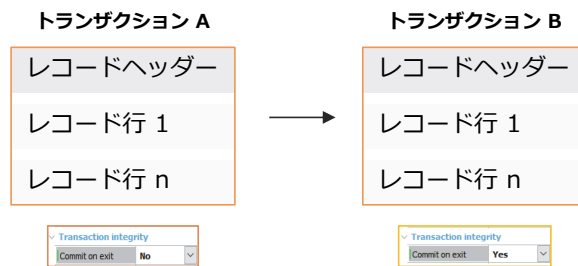 トランザクション A
レコードヘッダー
レコード行 1
レコード行 n
Transaction integrity
Commit on exit No
トランザクション B
レコードヘッダー
レコード行 1
レコード行 n
Transaction integrity
Commit on exit Yes